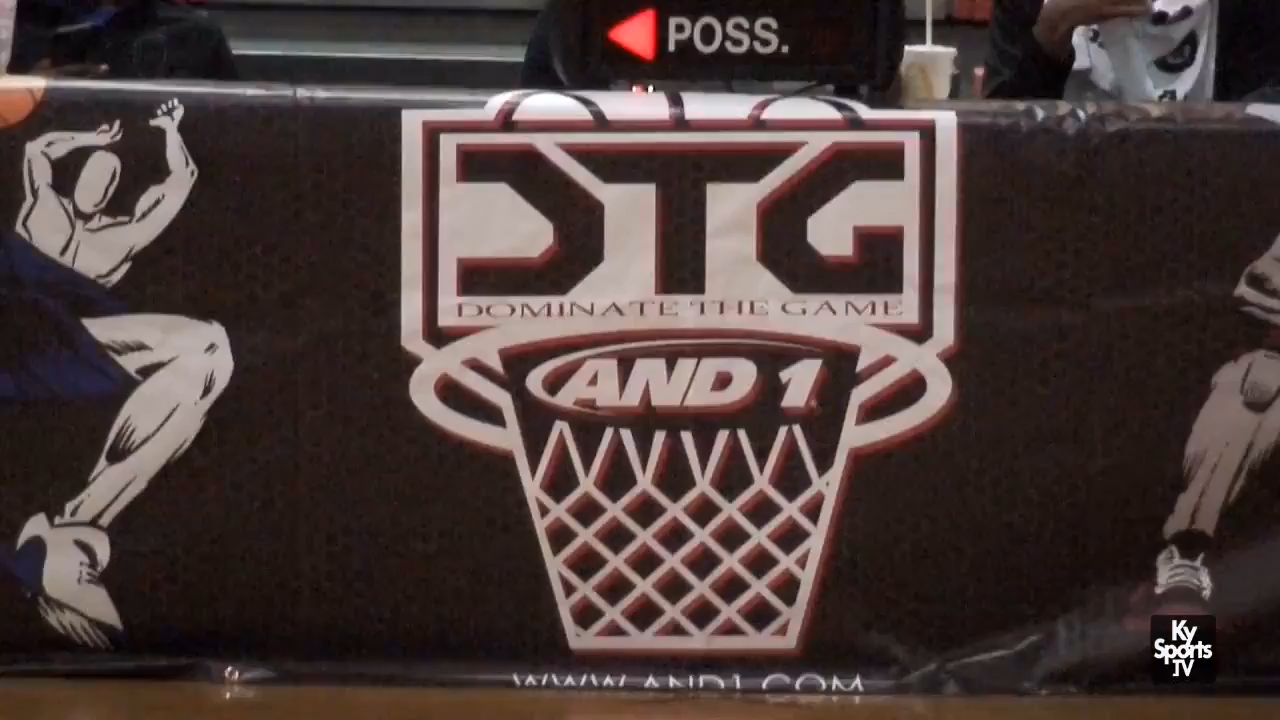 POSS.
DTG
DOMINATE THE GAME
AND 1
WWW.AND1.COM
Ky
Sports
TV